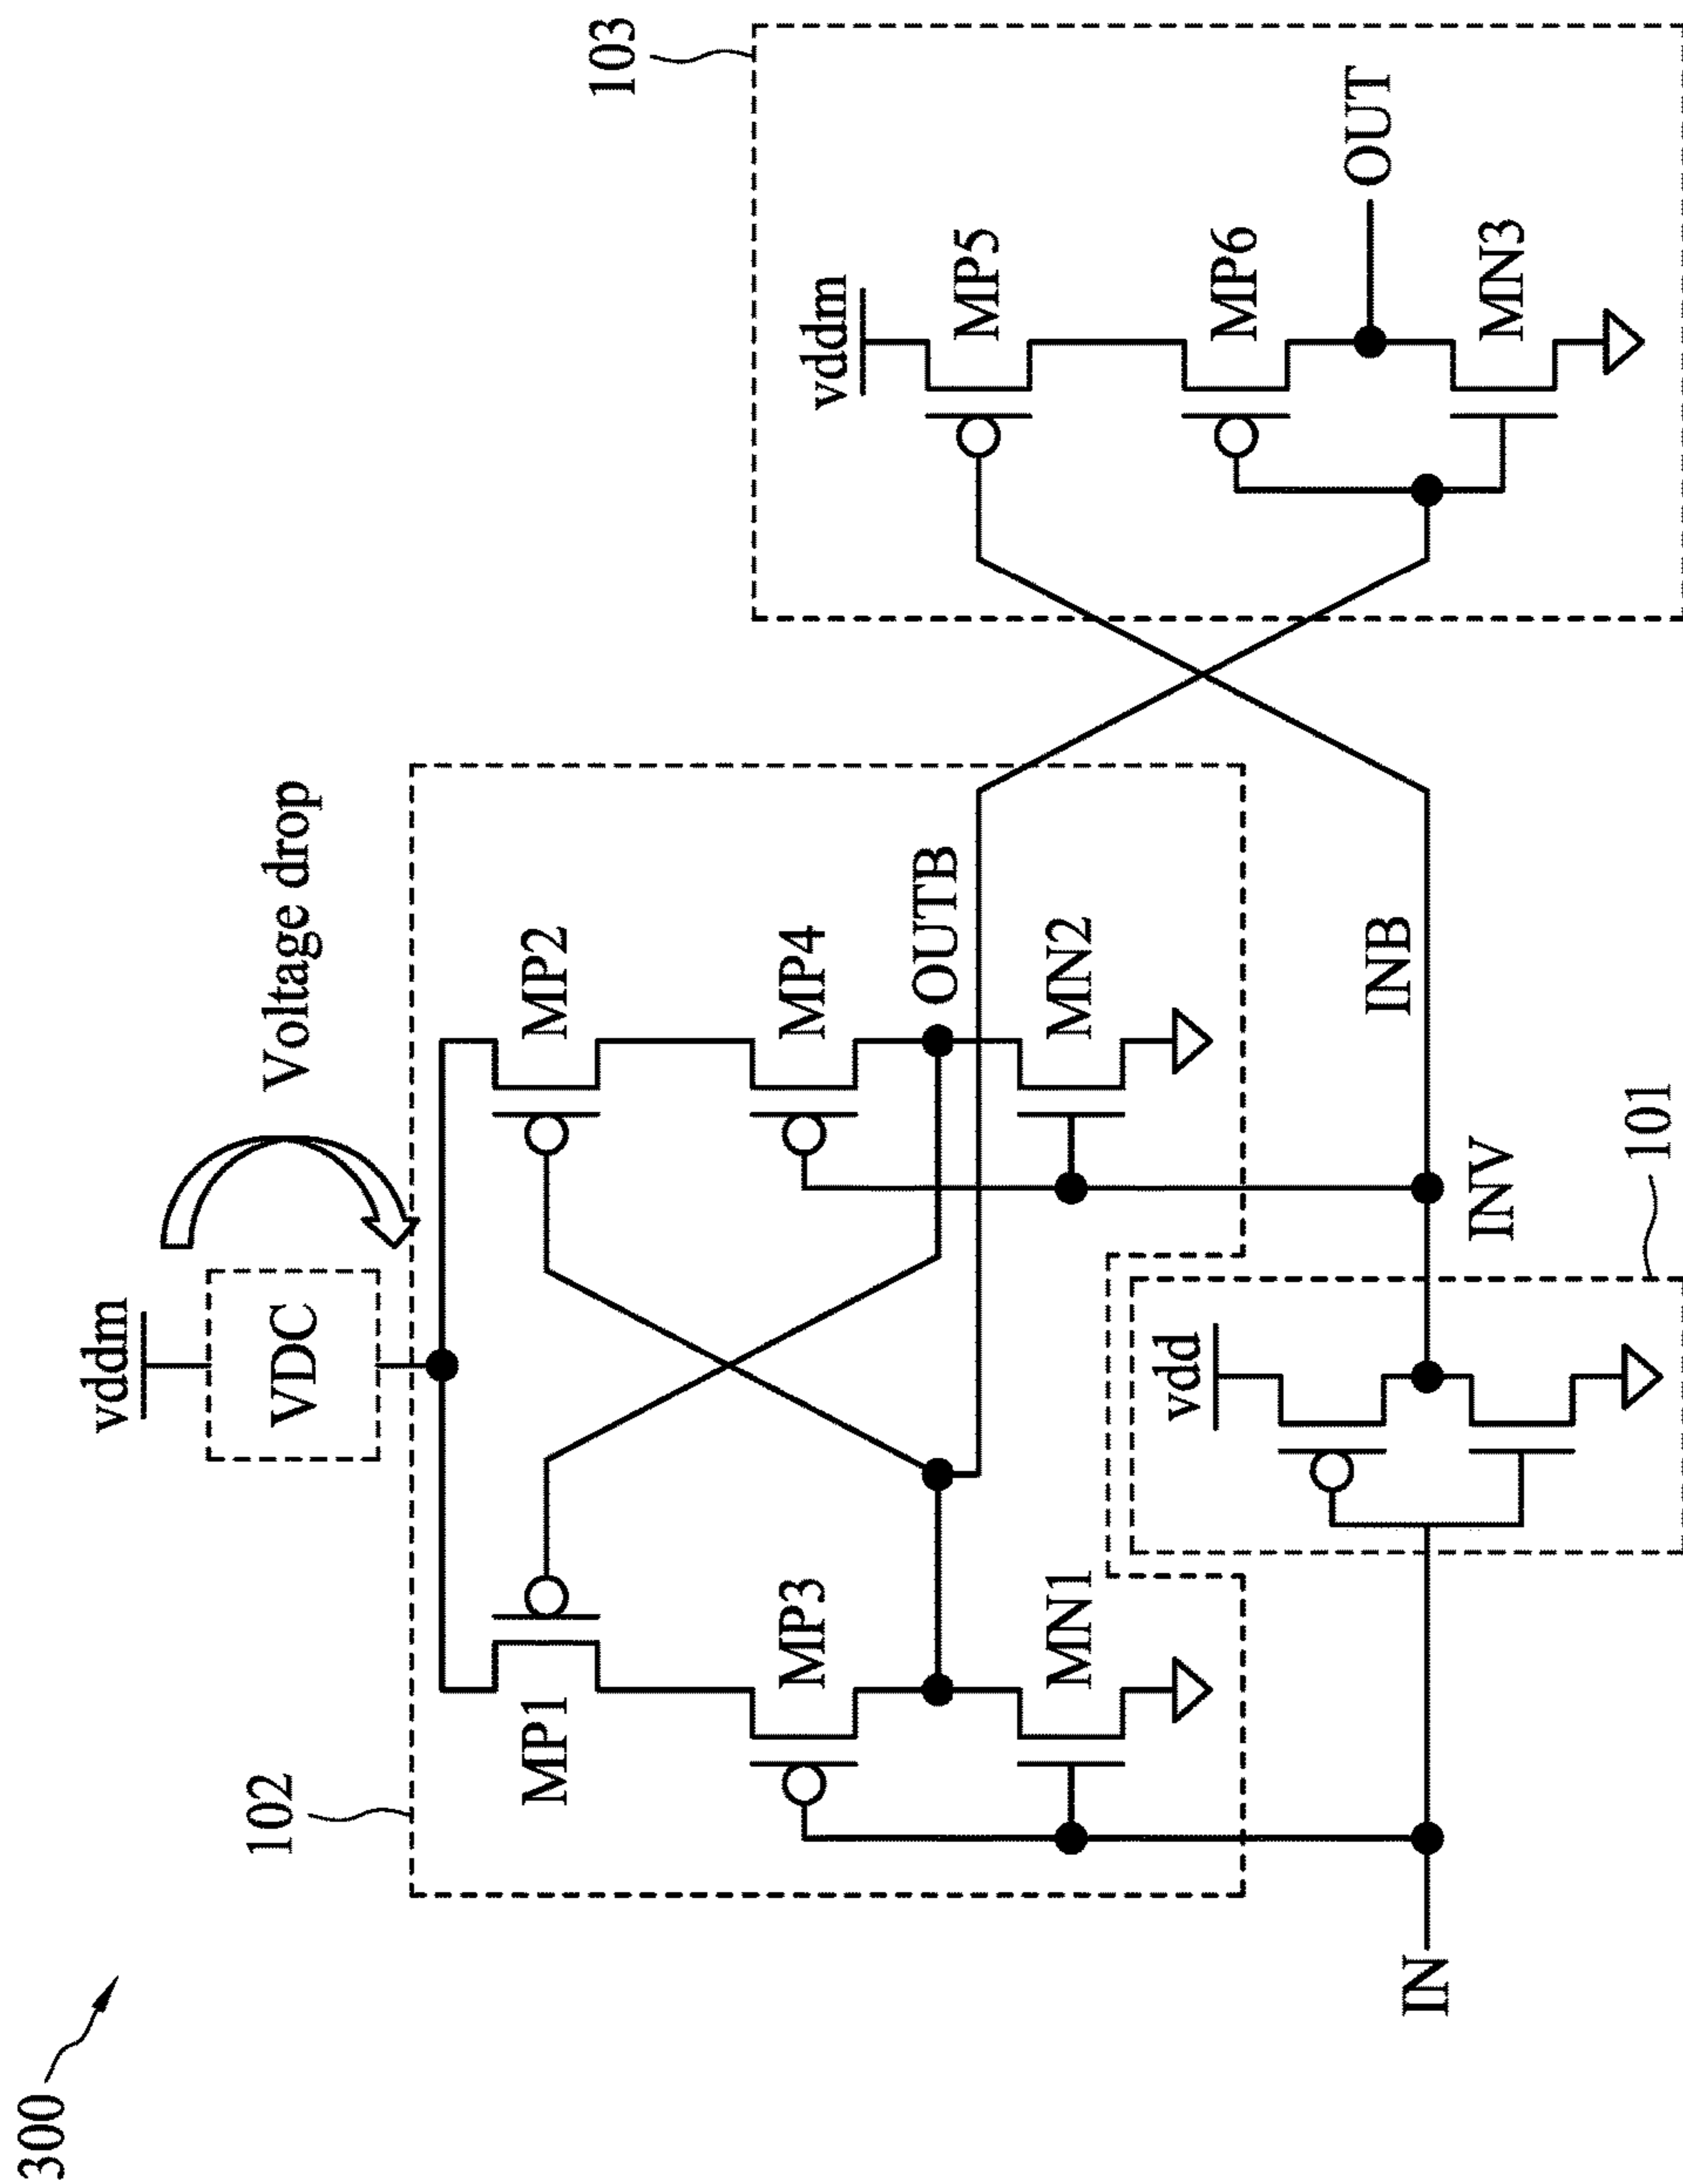 300
vddm
VDC
Voltage drop
102
MP1
MP2
MP3
MP4
OUTB
MN1
MN2
IN
vdd
INV
INB
101
103
vddm
MP5
MP6
OUT
MN3